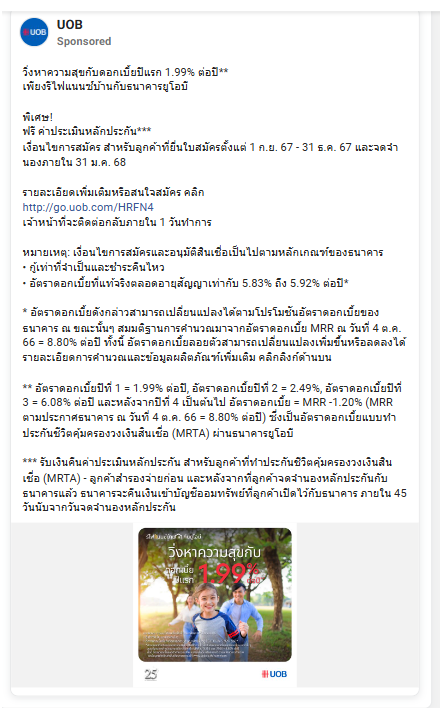 UOB
Sponsored
วิ่งหาความสุขกับดอกเบี้ยปีแรก 1.99% ต่อปี**
เพียงรีไฟแนนซ์บ้านกับธนาคารยูโอบี
พิเศษ!
ฟรี ค่าประเมินหลักประกัน***
เงื่อนไขการสมัคร สำหรับลูกค้าที่ยื่นใบสมัครตั้งแต่ 1 ก.ย. 67 - 31 ธ.ค. 67 และจดจำ
นองภายใน 31 ม.ค. 68
รายละเอียดเพิ่มเติมหรือสนใจสมัคร คลิก
http://go.uob.com/HRFN4
เจ้าหน้าที่จะติดต่อกลับภายใน 1 วันทำการ
หมายเหตุ: เงื่อนไขการสมัครและอนุมัติสินเชื่อเป็นไปตามหลักเกณฑ์ของธนาคาร
• กู้เท่าที่จำเป็นและชำระคืนไหว
• อัตราดอกเบี้ยที่แท้จริงตลอดอายุสัญญาเท่ากับ 5.83% ถึง 5.92% ต่อปี*
* อัตราดอกเบี้ยดังกล่าวสามารถเปลี่ยนแปลงได้ตามโปรโมชันอัตราดอกเบี้ยของ
ธนาคาร ณ ขณะนั้นๆ สมมติฐานการคำนวณมาจากอัตราดอกเบี้ย MRR ณ วันที่ 4 ต.ค.
66 = 8.80% ต่อปี ทั้งนี้ อัตราดอกเบี้ยลอยตัวสามารถเปลี่ยนแปลงเพิ่มขึ้นหรือลดลงได้
รายละเอียดการคำนวณและข้อมูลผลิตภัณฑ์เพิ่มเติม คลิกลิงก์ด้านบน
** อัตราดอกเบี้ยปีที่ 1 = 1.99% ต่อปี, อัตราดอกเบี้ยปีที่ 2 = 2.49%, อัตราดอกเบี้ยปีที่
3 = 6.08% ต่อปี และหลังจากปีที่ 4 เป็นต้นไป อัตราดอกเบี้ย = MRR -1.20% (MRR
ตามประกาศธนาคาร ณ วันที่ 4 ต.ค. 66 = 8.80% ต่อปี) ซึ่งเป็นอัตราดอกเบี้ยแบบทำ
ประกันชีวิตคุ้มครองวงเงินสินเชื่อ (MRTA) ผ่านธนาคารยูโอบี
*** รับเงินคืนค่าประเมินหลักประกัน สำหรับลูกค้าที่ทำประกันชีวิตคุ้มครองวงเงินสิน
เชื่อ (MRTA) - ลูกค้าสำรองจ่ายก่อน และหลังจากที่ลูกค้าจดจำนองหลักประกันกับ
ธนาคารแล้ว ธนาคารจะคืนเงินเข้าบัญชีออมทรัพย์ที่ลูกค้าเปิดไว้กับธนาคาร ภายใน 45
วันนับจากวันจดจำนองหลักประกัน
วิ่งหาความสุขกับ
ดอกเบี้ย
ปีแรก 1.99%
ต่อปี
25 UOB